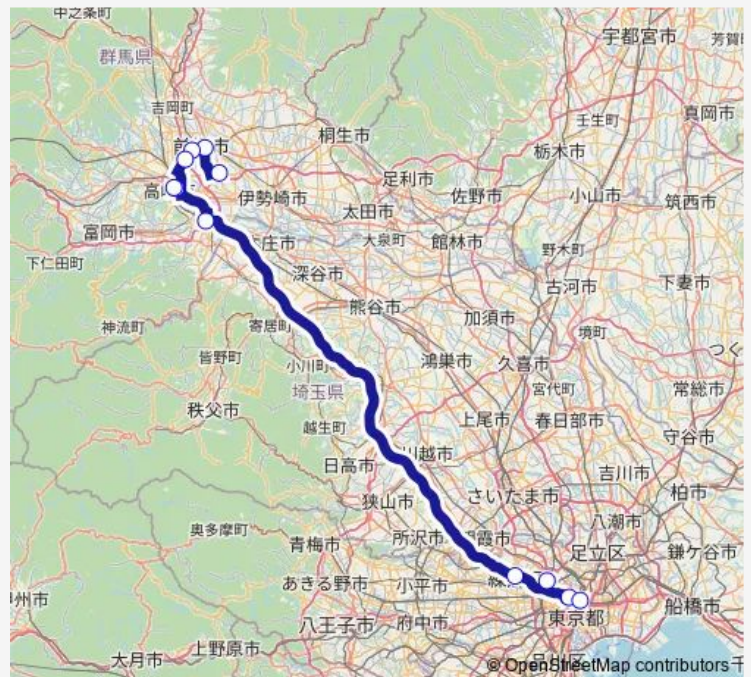 中之条町
宇都宮市
芳賀
群馬県
吉岡町
真岡市
壬生町
桐生市
栃木市
足利市
佐野市
小山市
筑西市
伊勢崎市
太田市
富岡市
庄市
大泉町
館林市
野木町
下仁田町
深谷市
古河市
下妻市
熊谷市
神流町
寄居町
加須市
境町
皆野町
小川町
鴻巣市
久喜市
つく
埼玉県
宮代町
常総市
秩父市
越生町
上尾市
春日部市
守谷市
日高市
川越市
吉川市
狭山市
さいたま市
柏市
八潮市
奥多摩町
所沢市
青梅市
足立区
鎌ケ谷市
あきる野市
小平市
州市
船橋市
八王子市
府中市
東京都
上野原市
大月市
© OpenStreetMap contributors
千